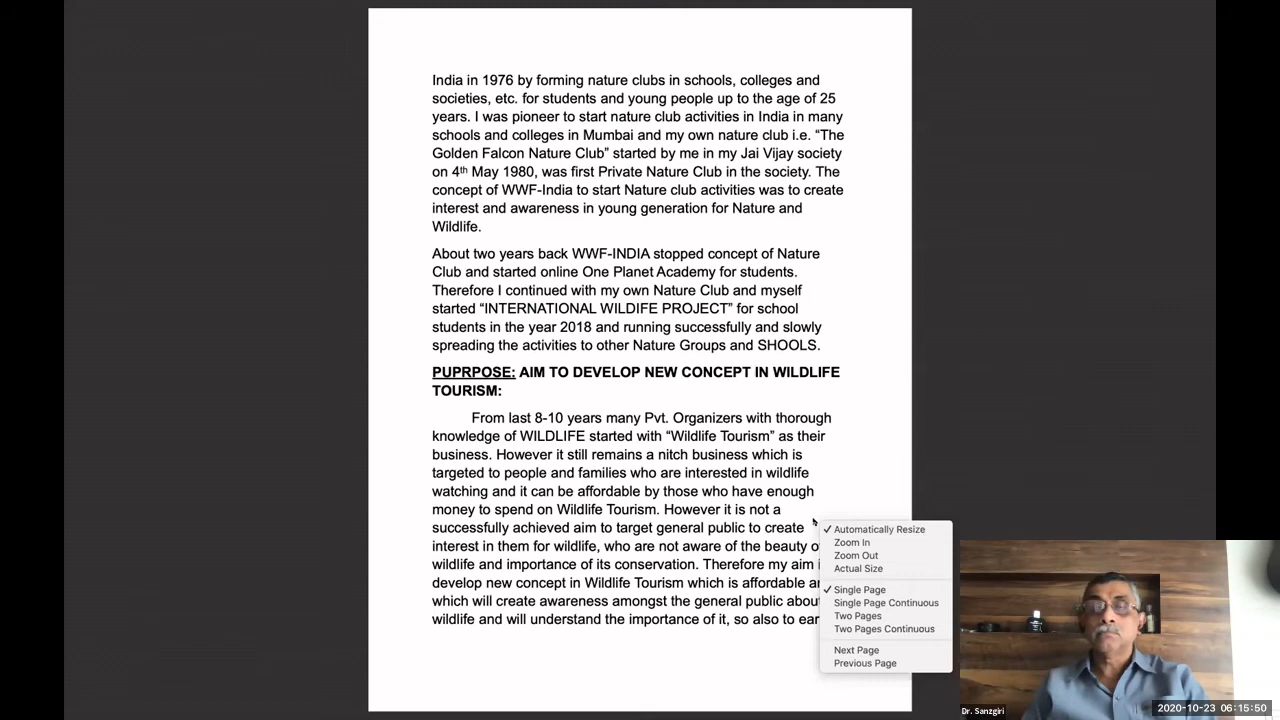 India in 1976 by forming nature clubs in schools, colleges and
societies, etc. for students and young people up to the age of 25
years. I was pioneer to start nature club activities in India in many
schools and colleges in Mumbai and my own nature club i.e. “The
Golden Falcon Nature Club” started by me in my Jai Vijay society
on 4th May 1980, was first Private Nature Club in the society. The
concept of WWF-India to start Nature club activities was to create
interest and awareness in young generation for Nature and
Wildlife.
About two years back WWF-INDIA stopped concept of Nature
Club and started online One Planet Academy for students.
Therefore I continued with my own Nature Club and myself
started “INTERNATIONAL WILDIFE PROJECT” for school
students in the year 2018 and running successfully and slowly
spreading the activities to other Nature Groups and SHOOLS.
PUPRPOSE: AIM TO DEVELOP NEW CONCEPT IN WILDLIFE
TOURISM:
From last 8-10 years many Pvt. Organizers with thorough
knowledge of WILDLIFE started with “Wildlife Tourism” as their
business. However it still remains a nitch business which is
targeted to people and families who are interested in wildlife
watching and it can be affordable by those who have enough
money to spend on Wildlife Tourism. However it is not a
successfully achieved aim to target general public to create
interest in them for wildlife, who are not aware of the beauty
wildlife and importance of its conservation. Therefore my aim
develop new concept in Wildlife Tourism which is affordable
which will create awareness amongst the general public about
wildlife and will understand the importance of it, so also to
✓ Automatically Resize
Zoom In
Zoom Out
Actual Size
✓ Single Page
Single Page Continuous
Two Pages
Two Pages Continuous
Next Page
Previous Page
Dr. Sanzgiri
2020-10-23 06:15:50